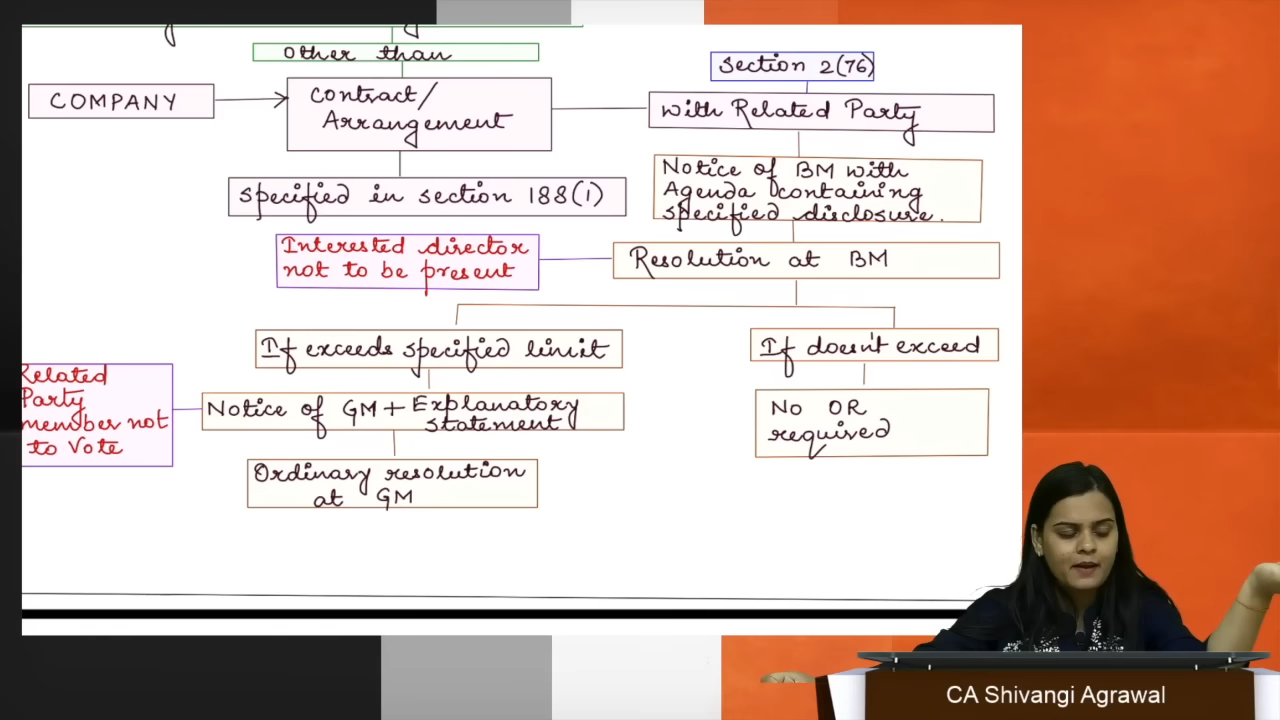 Other than
Section 2(76)
COMPANY
Contract/
Arrangement
with Related Party
Specified in section 188(1)
Notice of BM with
Agenda containing
specified disclosure.
Interested director
not to be present
Resolution at BM
If exceeds specified limit
If doesn't exceed
Related
Party
member not
to Vote
Notice of GM + Explanatory
statement
No OR
required
Ordinary resolution
at GM
CA Shivangi Agrawal